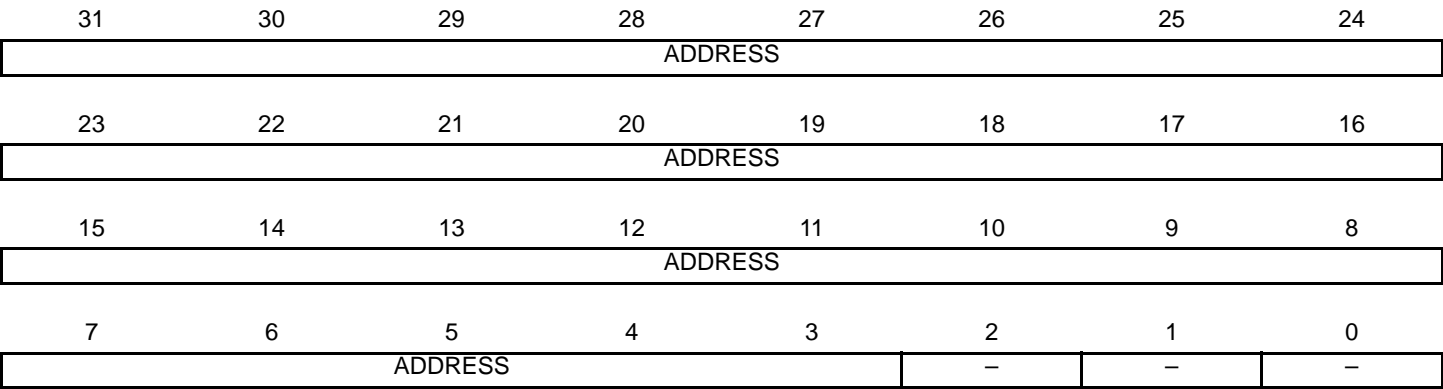 31 30 29 28 27 26 25 24
ADDRESS
23 22 21 20 19 18 17 16
ADDRESS
15 14 13 12 11 10 9 8
ADDRESS
7 6 5 4 3 2 1 0
ADDRESS – – –